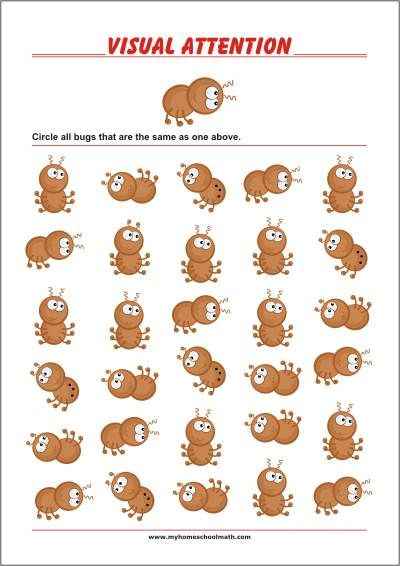 VISUAL ATTENTION
Circle all bugs that are the same as one above.
www.myhomeschoolmath.com